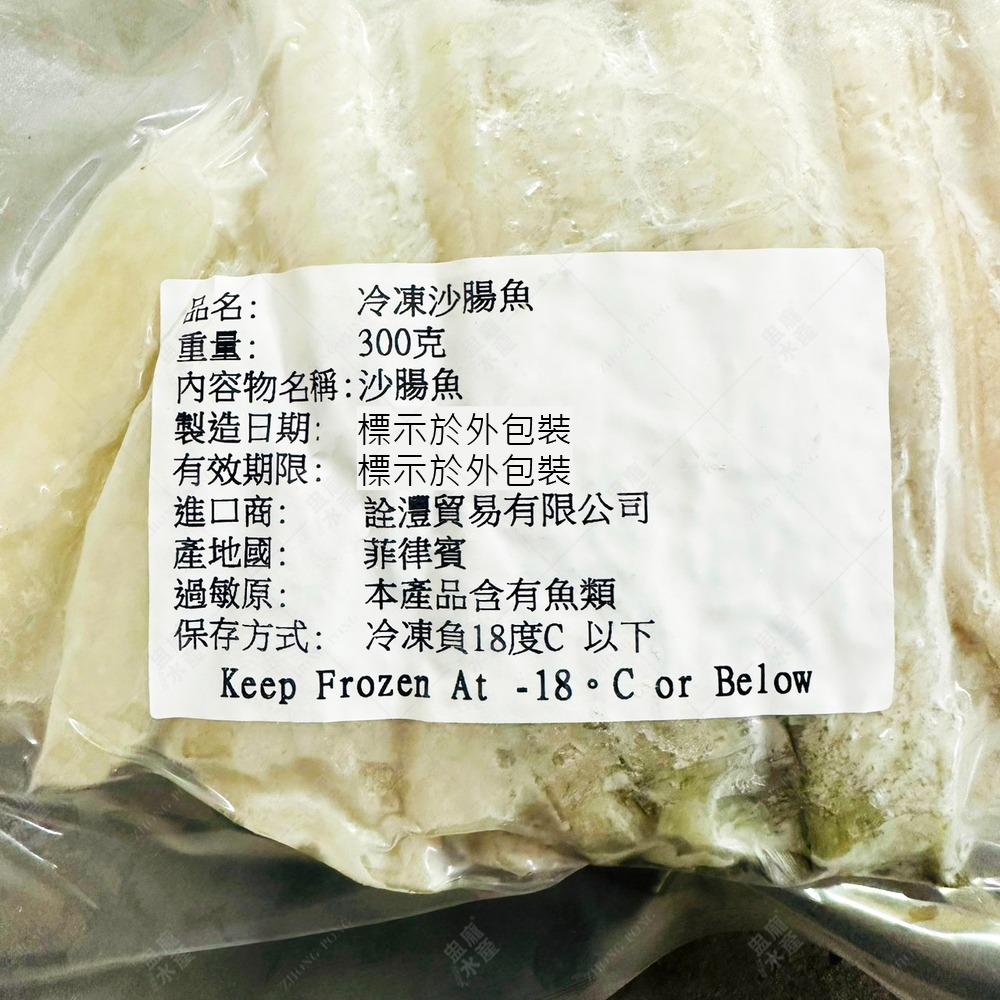 品名: 冷凍沙腸魚
重量: 300克
內容物名稱:沙腸魚
製造日期: 標示於外包裝
有效期限: 標示於外包裝
進口商: 詮灃貿易有限公司
產地國: 菲律賓
過敏原: 本產品含有魚類
保存方式: 冷凍負18度C 以下
Keep Frozen At -18。C or Below